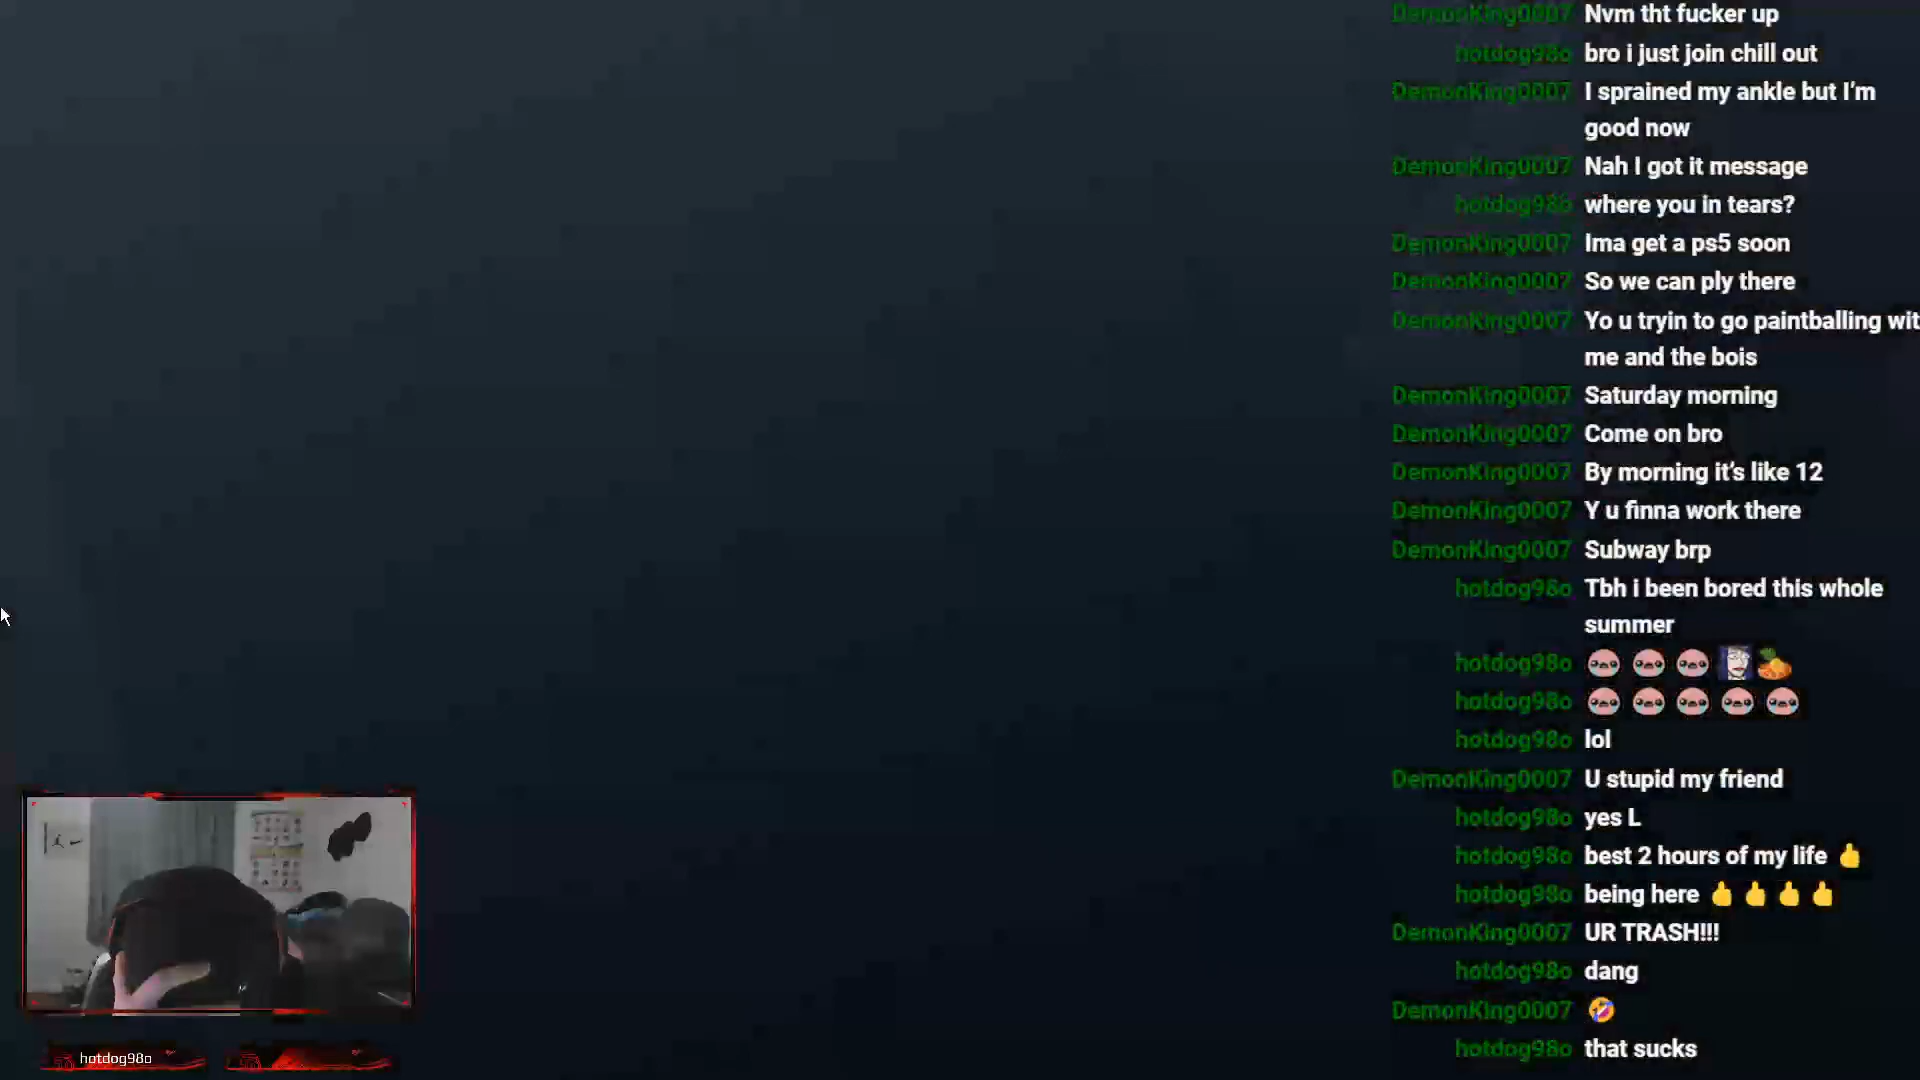 DemonKing0007 Nvm tht fucker up
hotdog98o bro i just join chill out
DemonKing0007 I sprained my ankle but I'm
good now
DemonKing0007 Nah I got it message
hotdog98o where you in tears?
DemonKing0007 Ima get a ps5 soon
DemonKing0007 So we can ply there
DemonKing0007 Yo u tryin to go paintballing wit
me and the bois
DemonKing0007 Saturday morning
DemonKing0007 Come on bro
DemonKing0007 By morning it's like 12
DemonKing0007 Y u finna work there
DemonKing0007 Subway brp
hotdog98o Tbh i been bored this whole
summer
hotdog98o
hotdog98o
hotdog98o lol
DemonKing0007 U stupid my friend
hotdog98o yes L
hotdog98o best 2 hours of my life 👍
hotdog98o being here 👍 👍 👍 👍
DemonKing0007 UR TRASH!!!
hotdog98o dang
DemonKing0007 🤣
hotdog98o that sucks
hotdog98o